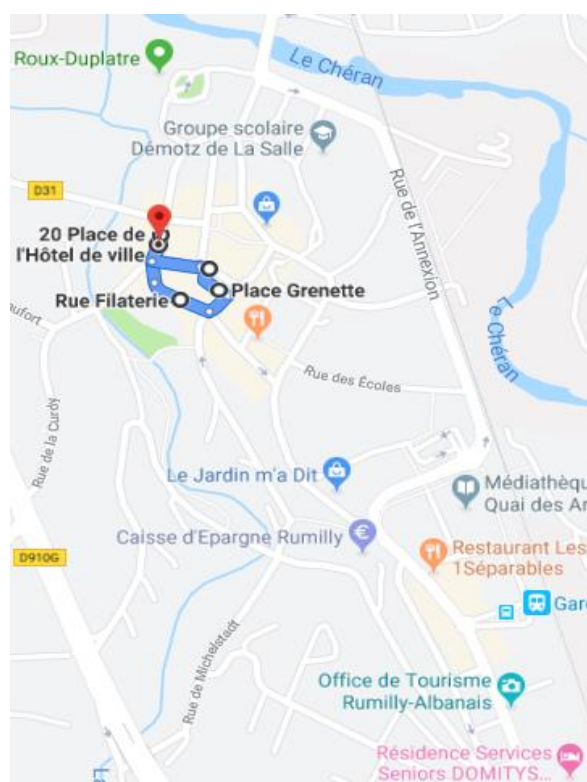 Le Chéran
Roux-Duplatre
Groupe scolaire
Démotz de La Salle
D31
Rue de l'Annexion
20 Place de
l'Hôtel de ville
Rue Filaterie
Place Grenette
Le Chéran
Rue des Écoles
Rue de la Curdy
Le Jardin m'a Dit
Médiathèqu
Quai des Ar
Caisse d'Epargne Rumilly
Restaurant Les
1Séparables
D910G
Gare
Rue de Michelstadt
Office de Tourisme
Rumilly-Albanais
Résidence Services
Seniors DOMITYS...